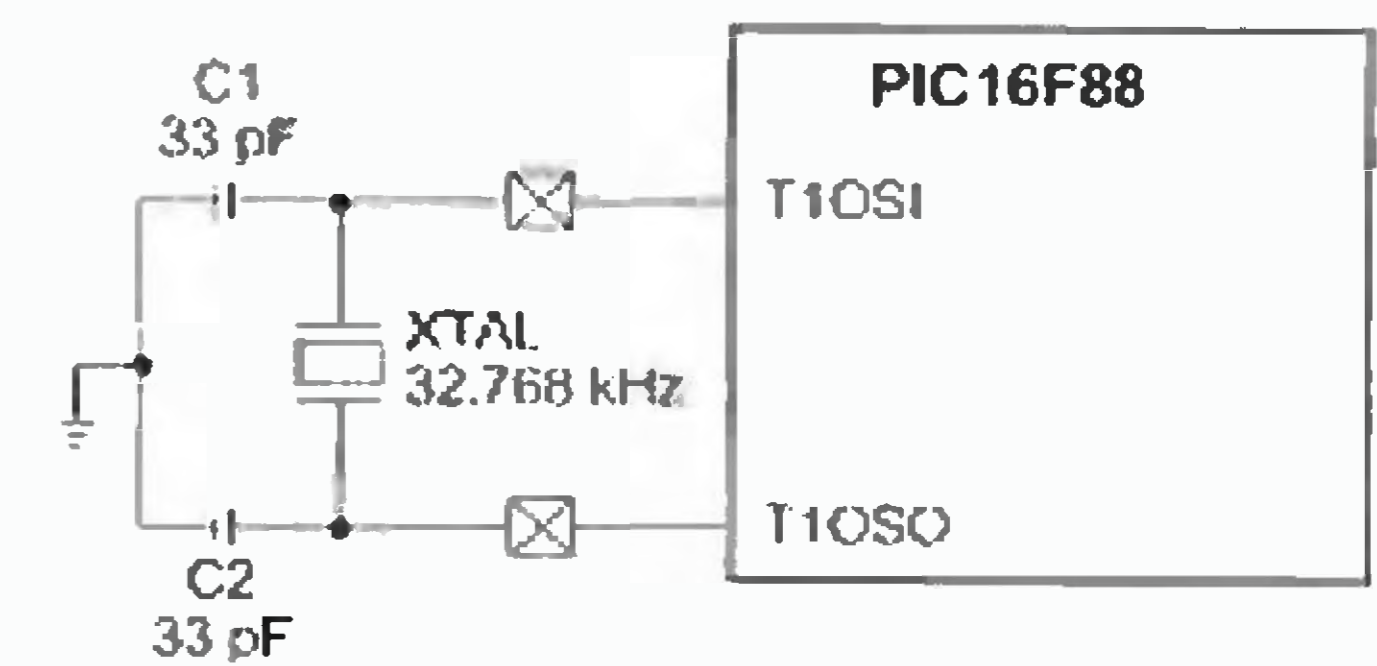 C1
33 pF
PIC16F88
T1OSI
XTAL
32.768 kHz
T1OSO
C2
33 pF